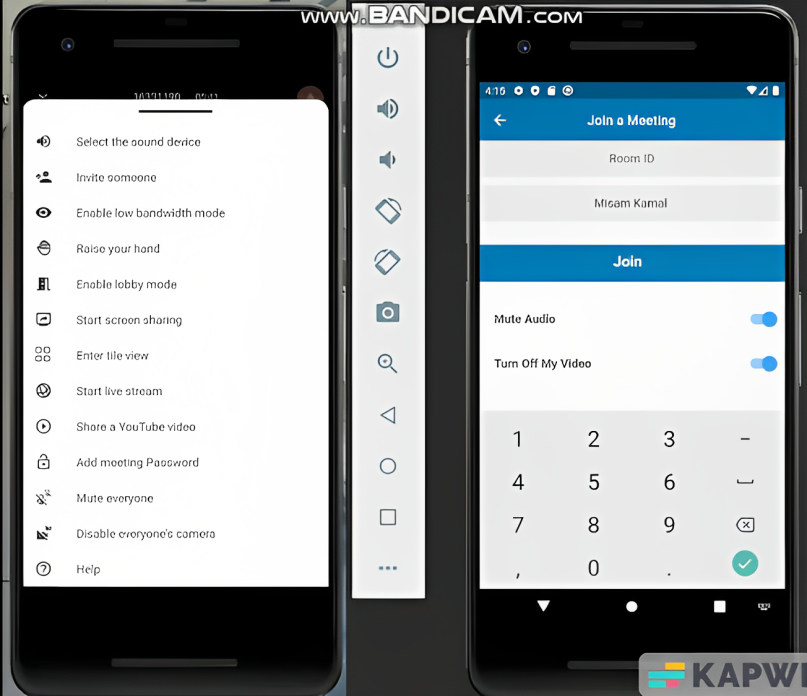 www.BANDICAM.com
Select the sound device
Invite someone
Enable low bandwidth mode
Raise your hand
Enable lobby mode
Start screen sharing
Enter tile view
Start live stream
Share a YouTube video
Add meeting Password
Mute everyone
Disable everyone's camera
Help
4:16
Join a Meeting
Room ID
Misam Kamal
Join
Mute Audio
Turn Off My Video
1 2 3 -
4 5 6
7 8 9
, 0 .